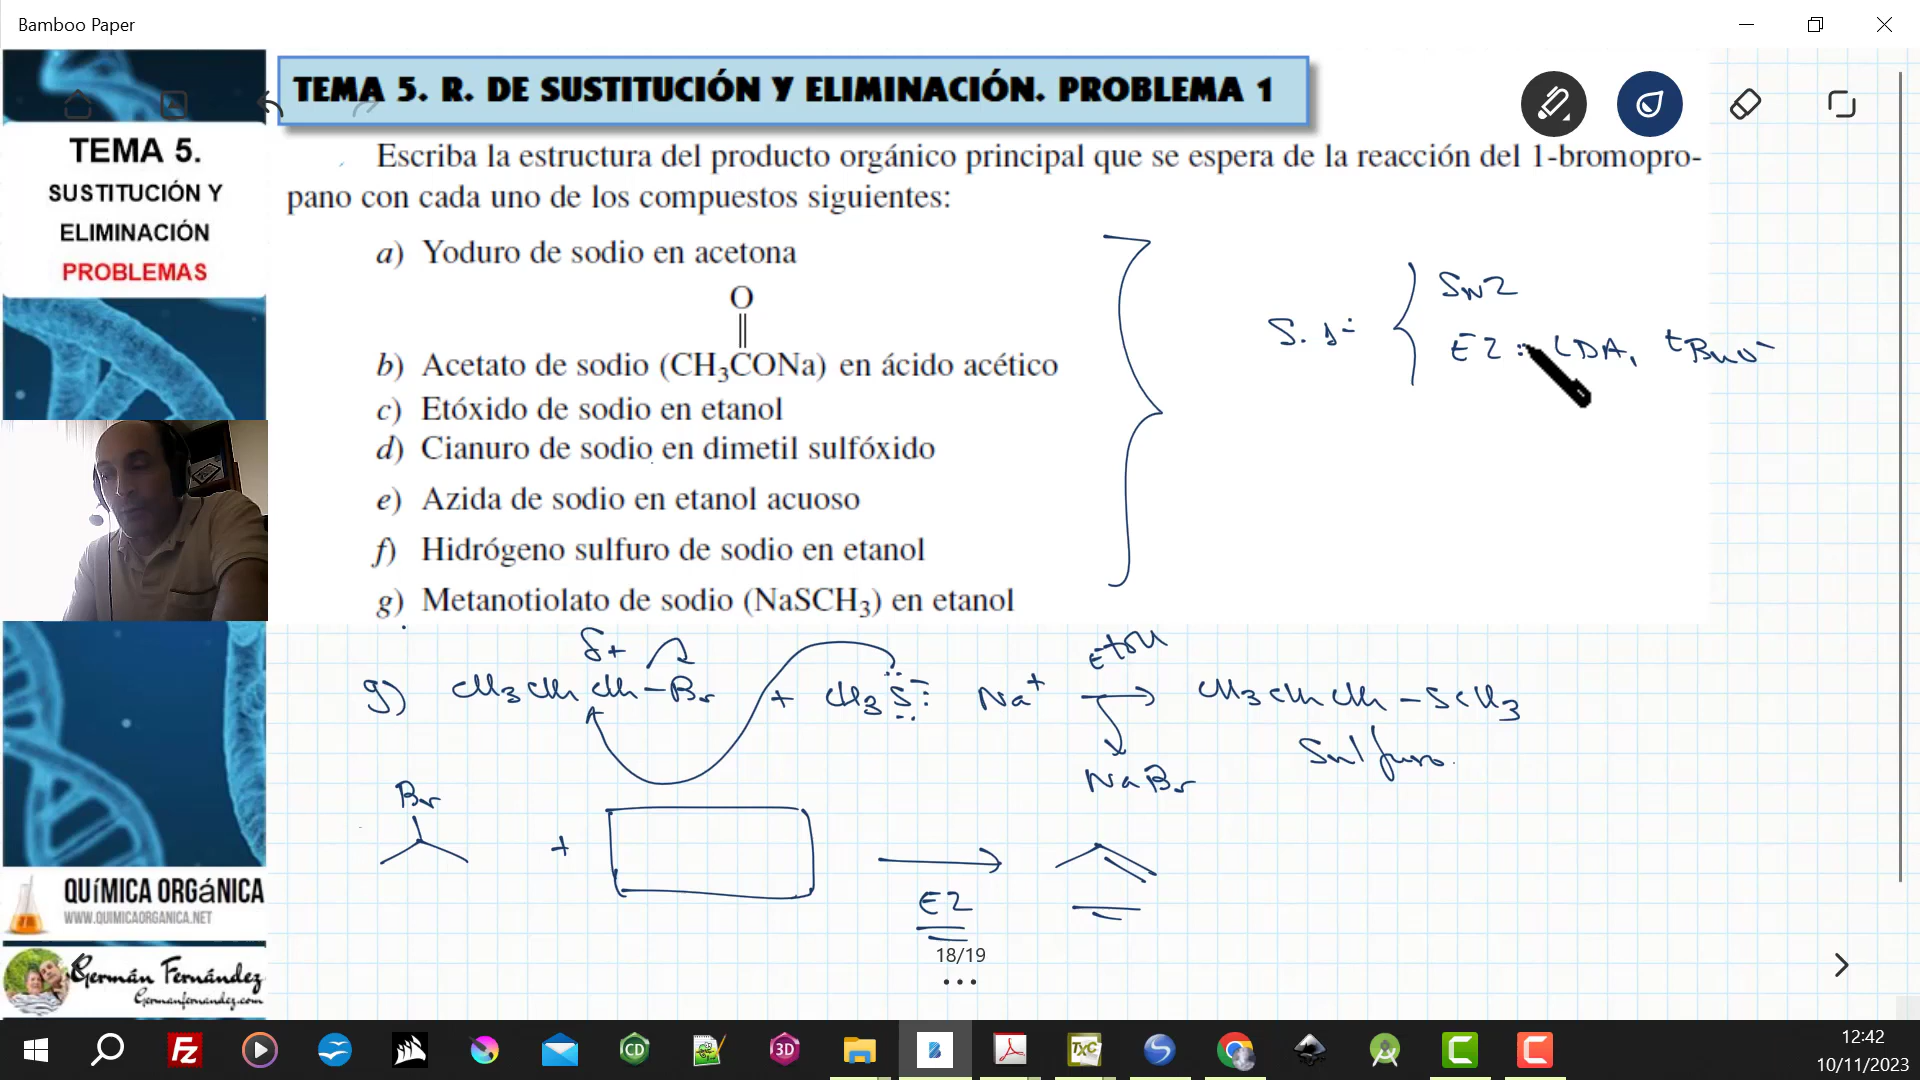 Bamboo Paper
TEMA 5. R. DE SUSTITUCIÓN Y ELIMINACIÓN. PROBLEMA 1
TEMA 5.
SUSTITUCIÓN Y
ELIMINACIÓN
PROBLEMAS
Escriba la estructura del producto orgánico principal que se espera de la reacción del 1-bromopro-
pano con cada uno de los compuestos siguientes:
a) Yoduro de sodio en acetona
O
||
b) Acetato de sodio (CH3CONa) en ácido acético
c) Etóxido de sodio en etanol
d) Cianuro de sodio en dimetil sulfóxido
e) Azida de sodio en etanol acuoso
f) Hidrógeno sulfuro de sodio en etanol
g) Metanotiolato de sodio (NaSCH3) en etanol
SN2
E2: LDA, tBuO-
δ+
EtOH
g) CH3CH2CH2-Br + CH3S:- Na+ CH3CH2CH2-SCH3
NaBr
Sulfuro.
Br
+
E2
18/19
QUíMICA ORGáNICA
WWW.QUIMICAORGANICA.NET
Germán Fernández
Germanfernandez.com
12:42
10/11/2023